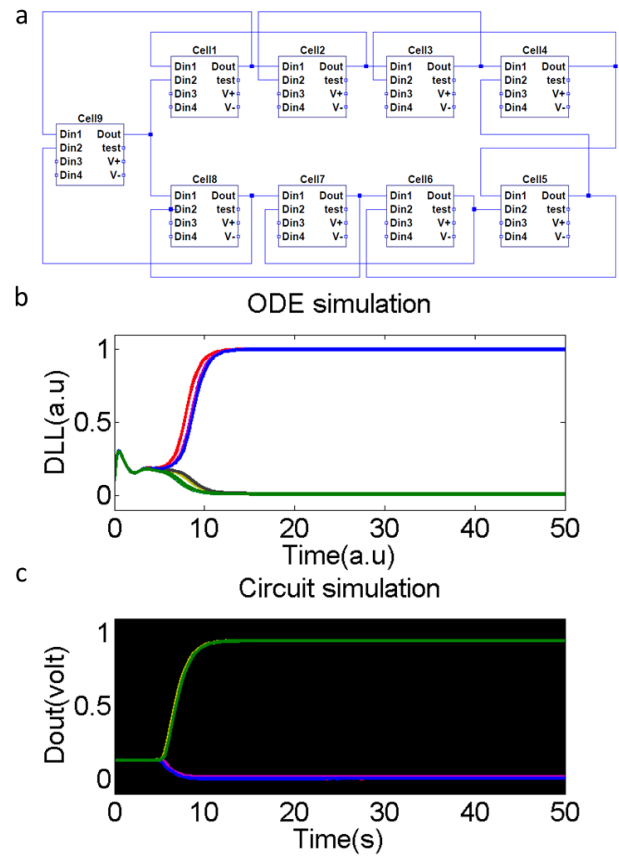 a
Cell1 Cell2 Cell3 Cell4
Din1 Dout Din1 Dout Din1 Dout Din1 Dout
Din2 test Din2 test Din2 test Din2 test
Din3 V+ Din3 V+ Din3 V+ Din3 V+
Din4 V- Din4 V- Din4 V- Din4 V-
Cell9
Din1 Dout
Din2 test
Din3 V+
Din4 V-
Cell8 Cell7 Cell6 Cell5
Din1 Dout Din1 Dout Din1 Dout Din1 Dout
Din2 test Din2 test Din2 test Din2 test
Din3 V+ Din3 V+ Din3 V+ Din3 V+
Din4 V- Din4 V- Din4 V- Din4 V-
b
ODE simulation
DLL(a.u)
1
0.5
0
0 10 20 30 40 50
Time(a.u)
c
Circuit simulation
Dout(volt)
1
0.5
0
0 10 20 30 40 50
Time(s)